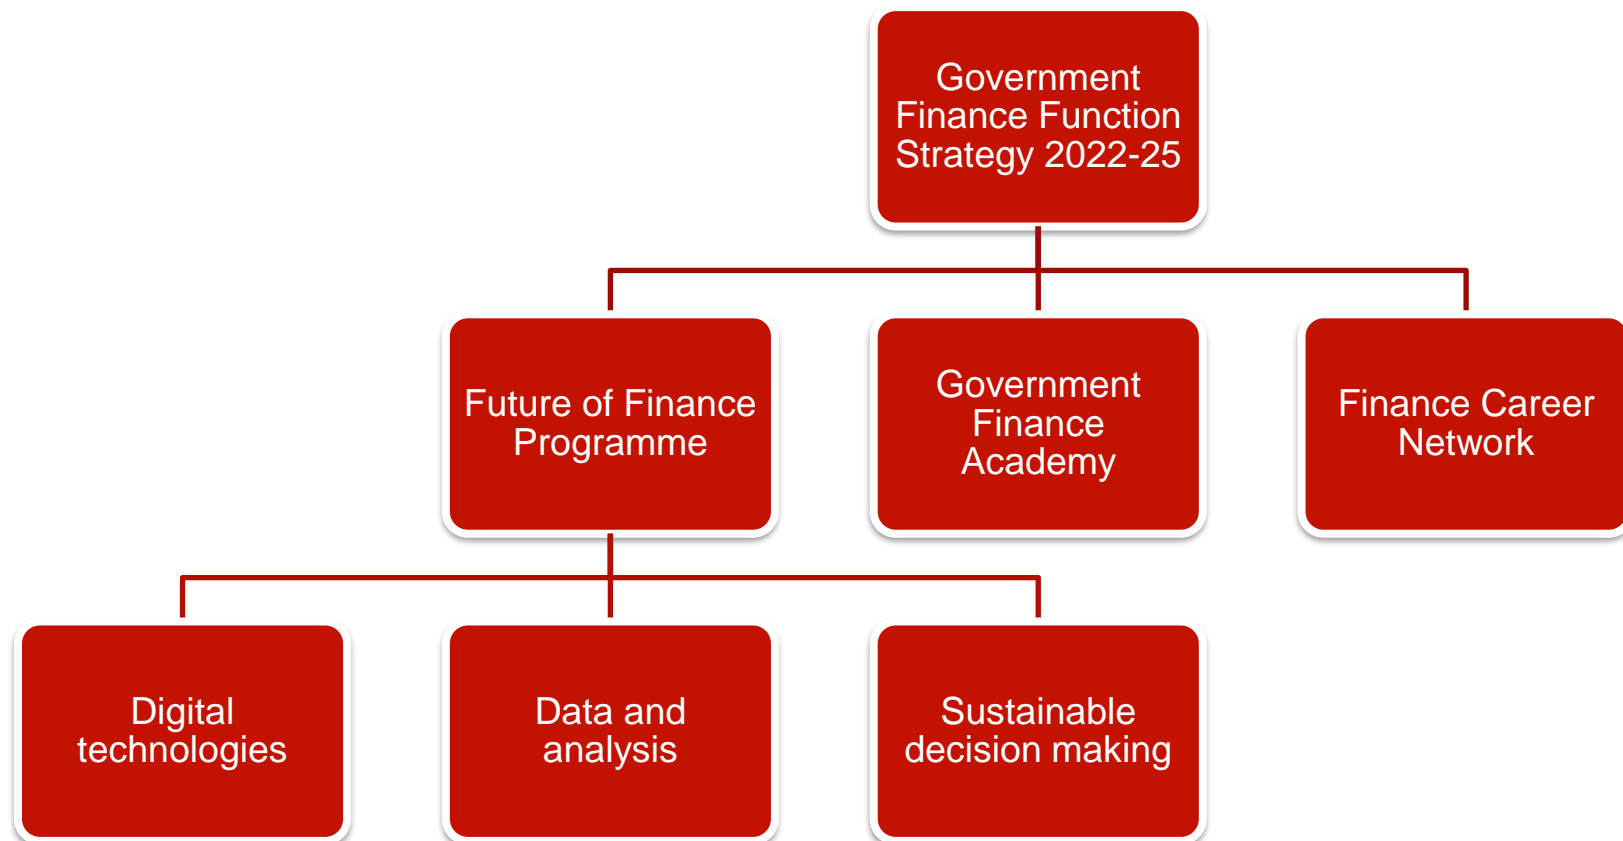 Government
Finance Function
Strategy 2022-25
Future of Finance
Programme
Government
Finance
Academy
Finance Career
Network
Digital
technologies
Data and
analysis
Sustainable
decision making